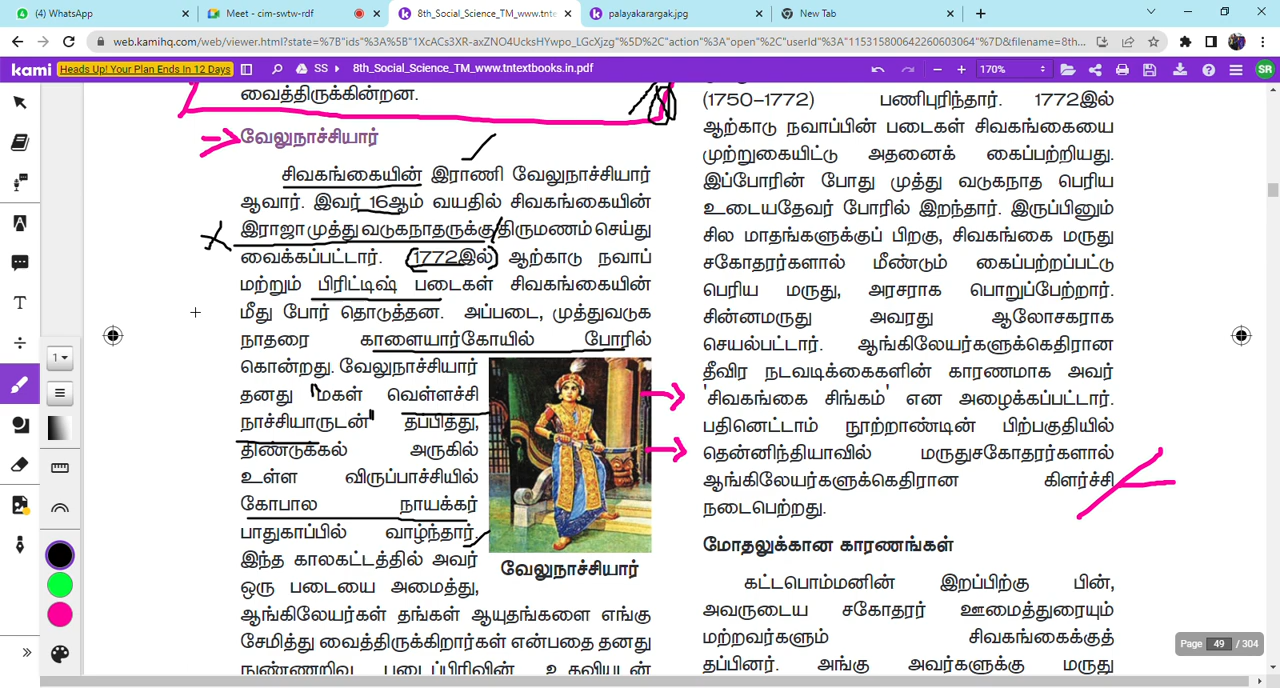 (4) WhatsApp
Meet - cim-swtw-rdf
8th_Social_Science_TM_www.tnte
palayakarargak.jpg
New Tab
web.kamihq.com/web/viewer.html?state=%7B"ids"%3A%5B"1XcACs3XR-axZNO4UcksHYwpo_LGcXjzg"%5D%2C"action"%3A"open"%2C"userId"%3A"115315800642260603064"%7D&filename=8th...
kami
Heads Up! Your Plan Ends In 12 Days
SS
8th_Social_Science_TM_www.tntextbooks.in.pdf
170%
SR
வைத்திருக்கின்றன.
வேலுநாச்சியார்
சிவகங்கையின் இராணி வேலுநாச்சியார்
ஆவார். இவர் 16ஆம் வயதில் சிவகங்கையின்
இராஜா முத்து வடுகநாதருக்கு திருமணம் செய்து
வைக்கப்பட்டார். 1772இல் ஆற்காடு நவாப்
மற்றும் பிரிட்டிஷ் படைகள் சிவகங்கையின்
மீது போர் தொடுத்தன. அப்படை, முத்துவடுக
நாதரை காளையார்கோயில் போரில்
கொன்றது. வேலுநாச்சியார்
தனது மகள் வெள்ளச்சி
நாச்சியாருடன் தப்பித்து,
திண்டுக்கல் அருகில்
உள்ள விருப்பாச்சியில்
கோபால நாயக்கர்
பாதுகாப்பில் வாழ்ந்தார்.
இந்த காலகட்டத்தில் அவர்
ஒரு படையை அமைத்து,
ஆங்கிலேயர்கள் தங்கள் ஆயுதங்களை எங்கு
சேமித்து வைத்திருக்கிறார்கள் என்பதை தனது
நுண்ணறிவு படைப்பிரிவின் உதவியுடன்
வேலுநாச்சியார்
(1750–1772) பணிபுரிந்தார். 1772இல்
ஆற்காடு நவாப்பின் படைகள் சிவகங்கையை
முற்றுகையிட்டு அதனைக் கைப்பற்றியது.
இப்போரின் போது முத்து வடுகநாத பெரிய
உடையதேவர் போரில் இறந்தார். இருப்பினும்
சில மாதங்களுக்குப் பிறகு, சிவகங்கை மருது
சகோதரர்களால் மீண்டும் கைப்பற்றப்பட்டு
பெரிய மருது, அரசராக பொறுப்பேற்றார்.
சின்னமருது அவரது ஆலோசகராக
செயல்பட்டார். ஆங்கிலேயர்களுக்கெதிரான
தீவிர நடவடிக்கைகளின் காரணமாக அவர்
'சிவகங்கை சிங்கம்' என அழைக்கப்பட்டார்.
பதினெட்டாம் நூற்றாண்டின் பிற்பகுதியில்
தென்னிந்தியாவில் மருதுசகோதரர்களால்
ஆங்கிலேயர்களுக்கெதிரான கிளர்ச்சி
நடைபெற்றது.
மோதலுக்கான காரணங்கள்
கட்டபொம்மனின் இறப்பிற்கு பின்,
அவருடைய சகோதரர் ஊமைத்துரையும்
மற்றவர்களும் சிவகங்கைக்குத்
தப்பினர். அங்கு அவர்களுக்கு மருது
Page 49 / 304
1